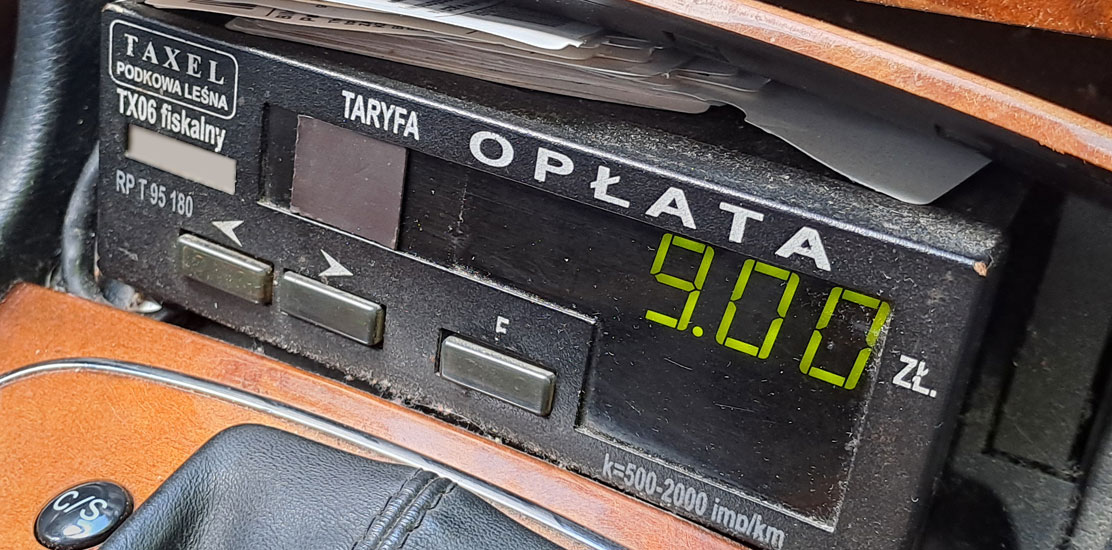 TAXEL
PODKOWA LEŚNA
TX06 fiskalny
RP T 95 180
TARYFA
OPŁATA
9.00
ZŁ.
F
k=500-2000 imp/km
C/S